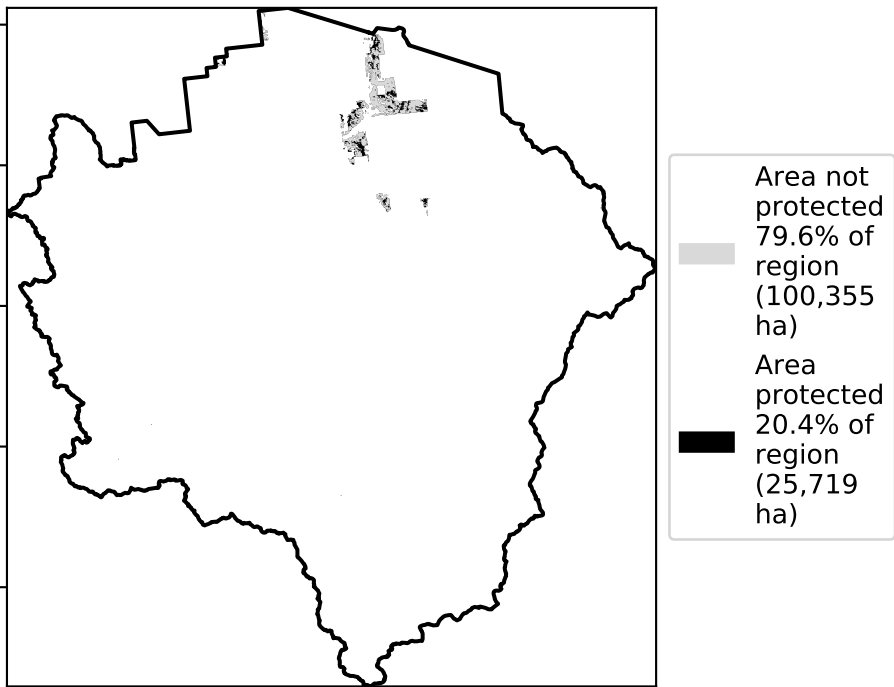 Area not
protected
79.6% of
region
(100,355
ha)
Area
protected
20.4% of
region
(25,719
ha)